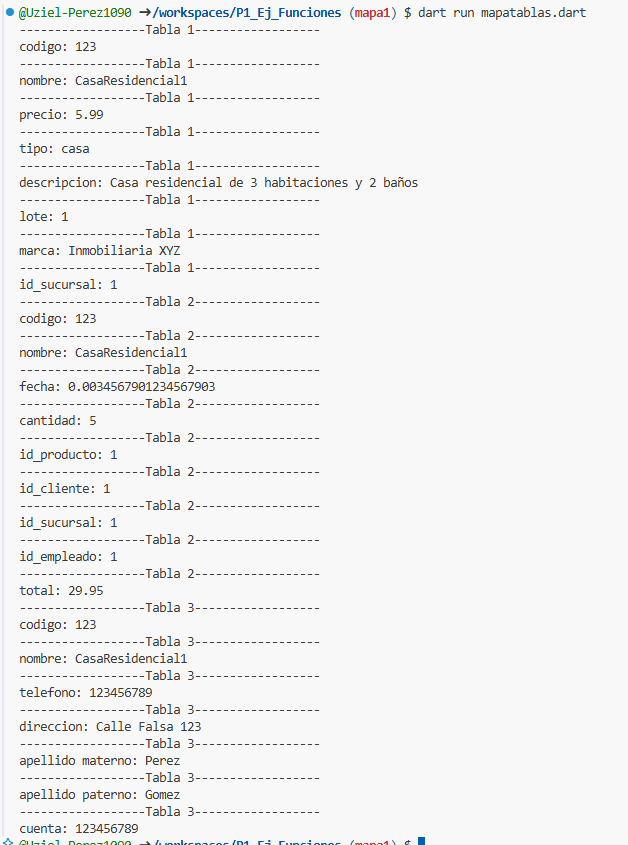 @Uziel-Perez1090 →/workspaces/P1_Ej_Funciones (mapa1) $ dart run mapatablas.dart
------------------Tabla 1------------------
codigo: 123
------------------Tabla 1------------------
nombre: CasaResidencial1
------------------Tabla 1------------------
precio: 5.99
------------------Tabla 1------------------
tipo: casa
------------------Tabla 1------------------
descripcion: Casa residencial de 3 habitaciones y 2 baños
------------------Tabla 1------------------
lote: 1
------------------Tabla 1------------------
marca: Inmobiliaria XYZ
------------------Tabla 1------------------
id_sucursal: 1
------------------Tabla 2------------------
codigo: 123
------------------Tabla 2------------------
nombre: CasaResidencial1
------------------Tabla 2------------------
fecha: 0.0034567901234567903
------------------Tabla 2------------------
cantidad: 5
------------------Tabla 2------------------
id_producto: 1
------------------Tabla 2------------------
id_cliente: 1
------------------Tabla 2------------------
id_sucursal: 1
------------------Tabla 2------------------
id_empleado: 1
------------------Tabla 2------------------
total: 29.95
------------------Tabla 3------------------
codigo: 123
------------------Tabla 3------------------
nombre: CasaResidencial1
------------------Tabla 3------------------
telefono: 123456789
------------------Tabla 3------------------
direccion: Calle Falsa 123
------------------Tabla 3------------------
apellido materno: Perez
------------------Tabla 3------------------
apellido paterno: Gomez
------------------Tabla 3------------------
cuenta: 123456789
@Uziel-Perez1090 →/workspaces/P1_Ej_Funciones (mapa1) $